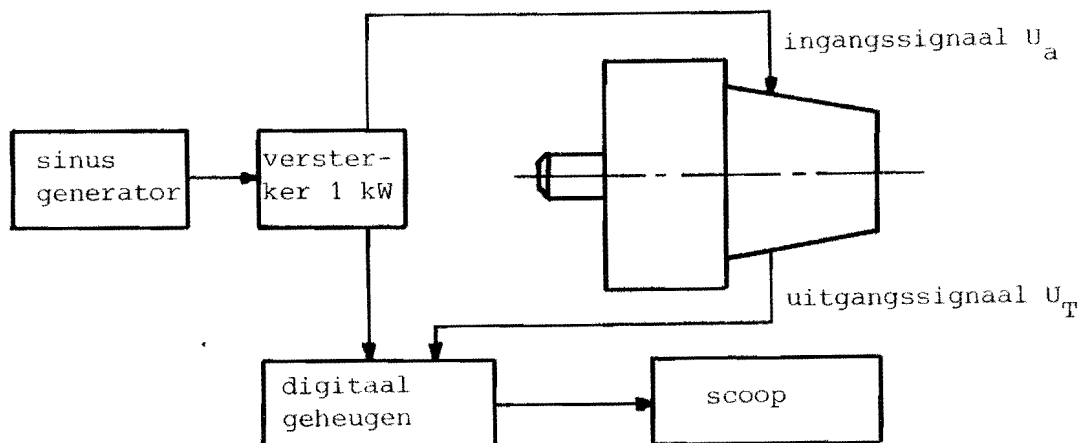 ingangssignaal U_a
sinus
generator
verster-
ker 1 kW
uitgangssignaal U_T
digitaal
geheugen
scoop